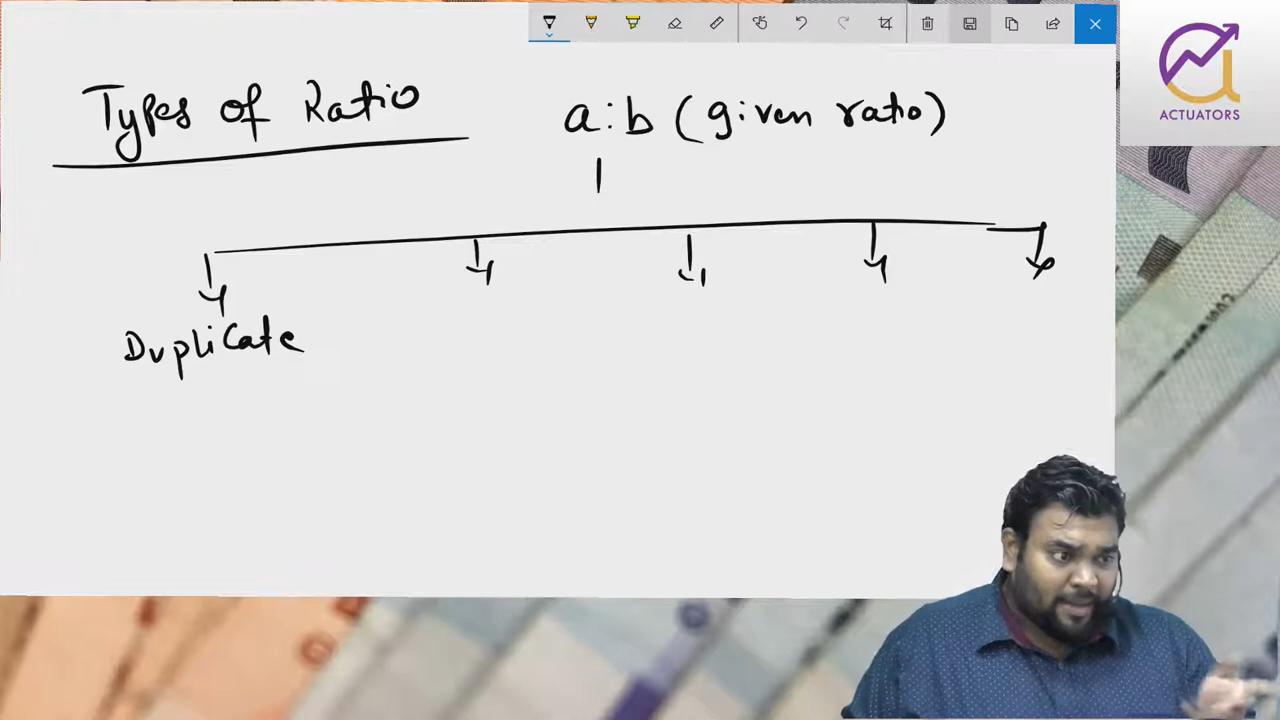 Types of Ratio
a:b (given ratio)
Duplicate
ACTUATORS